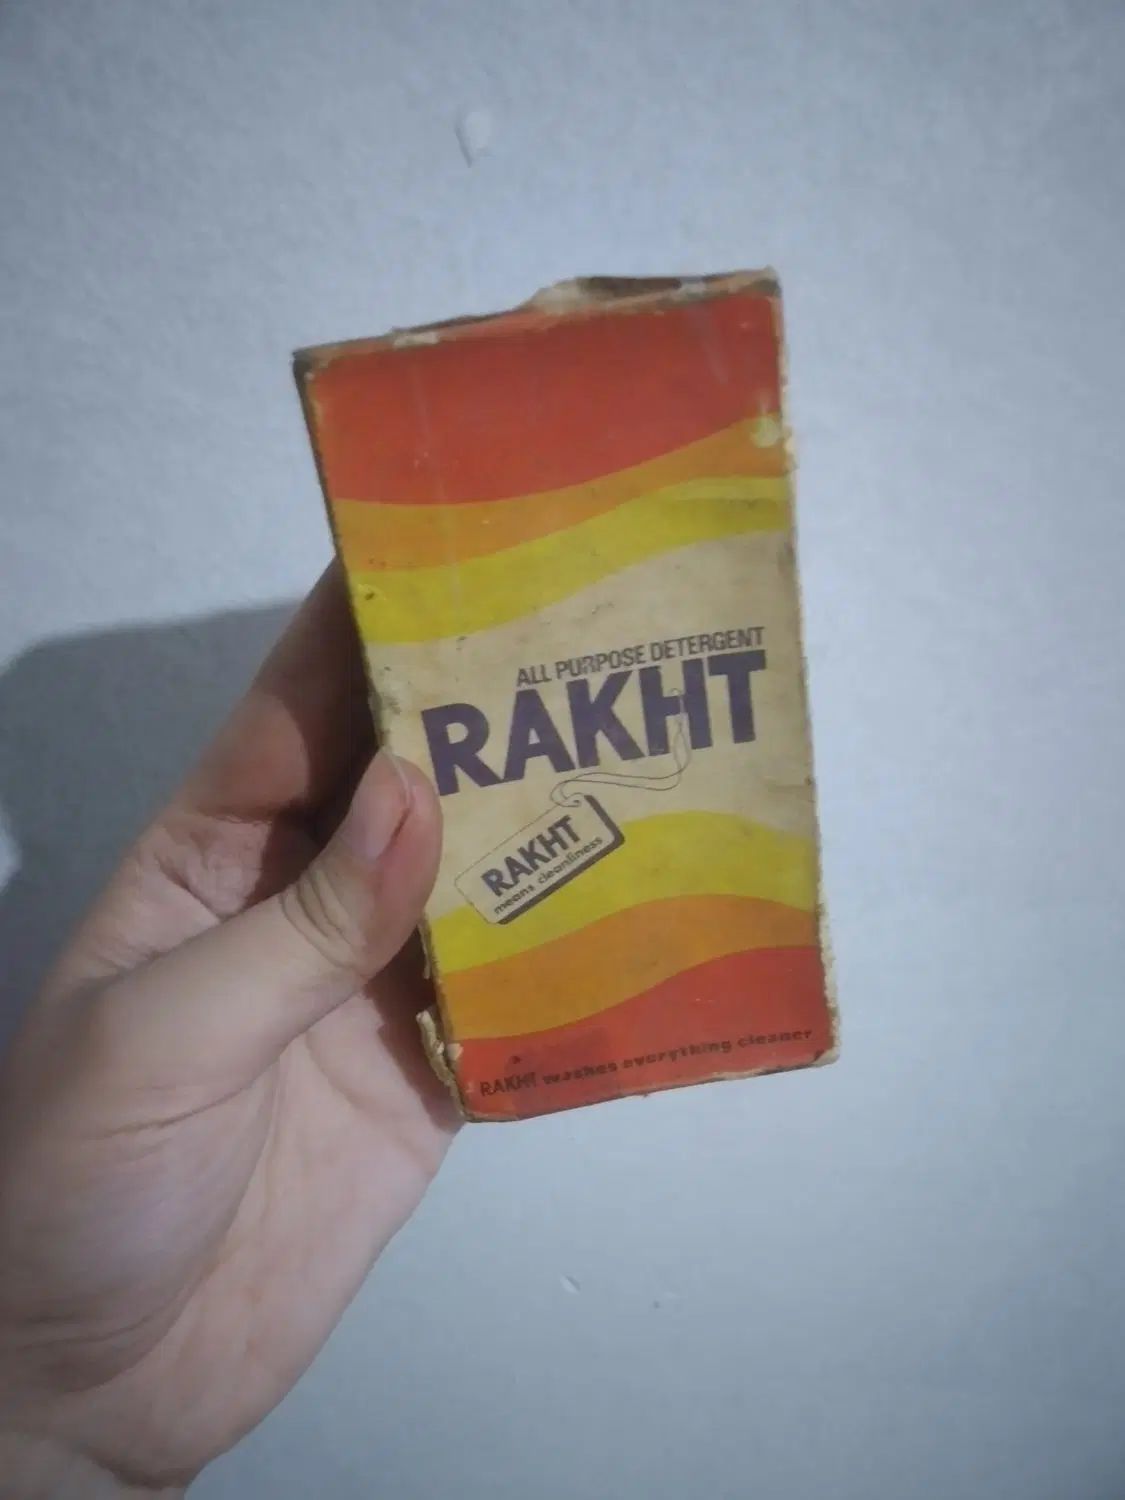 ALL PURPOSE DETERGENT
RAKHT
RAKHT
means cleanliness
RAKHT washes everything cleaner